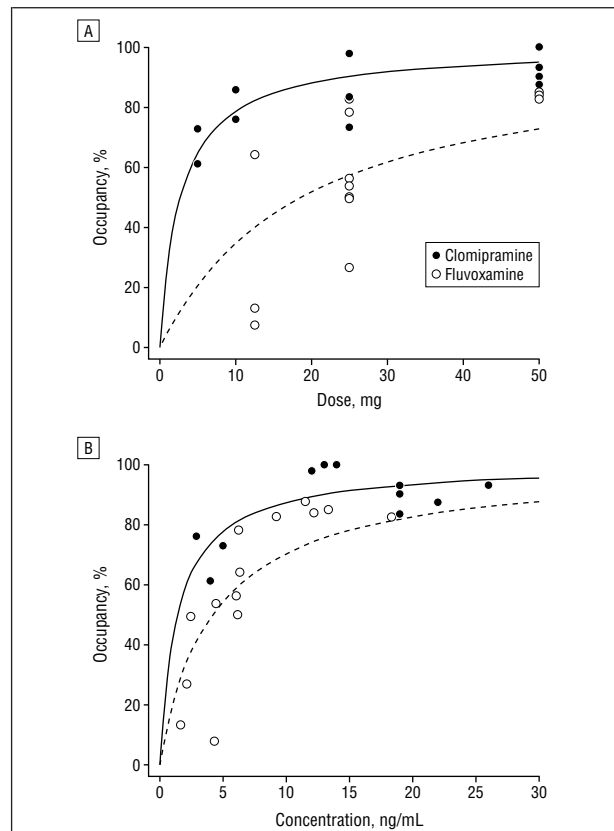 A
100
80
60
40
20
0
Occupancy, %
Clomipramine
Fluvoxamine
0 10 20 30 40 50
Dose, mg
B
100
80
60
40
20
0
Occupancy, %
0 5 10 15 20 25 30
Concentration, ng/mL